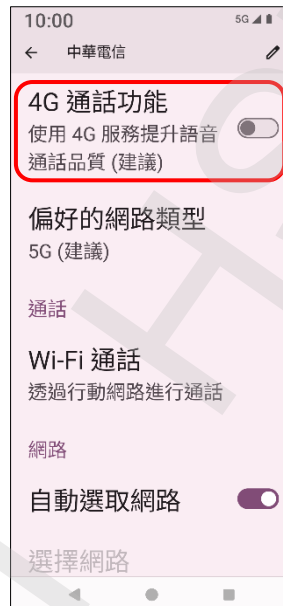 10:00 5G
中華電信
4G 通話功能
使用 4G 服務提升語音
通話品質 (建議)
偏好的網路類型
5G (建議)
通話
Wi-Fi 通話
透過行動網路進行通話
網路
自動選取網路
選擇網路